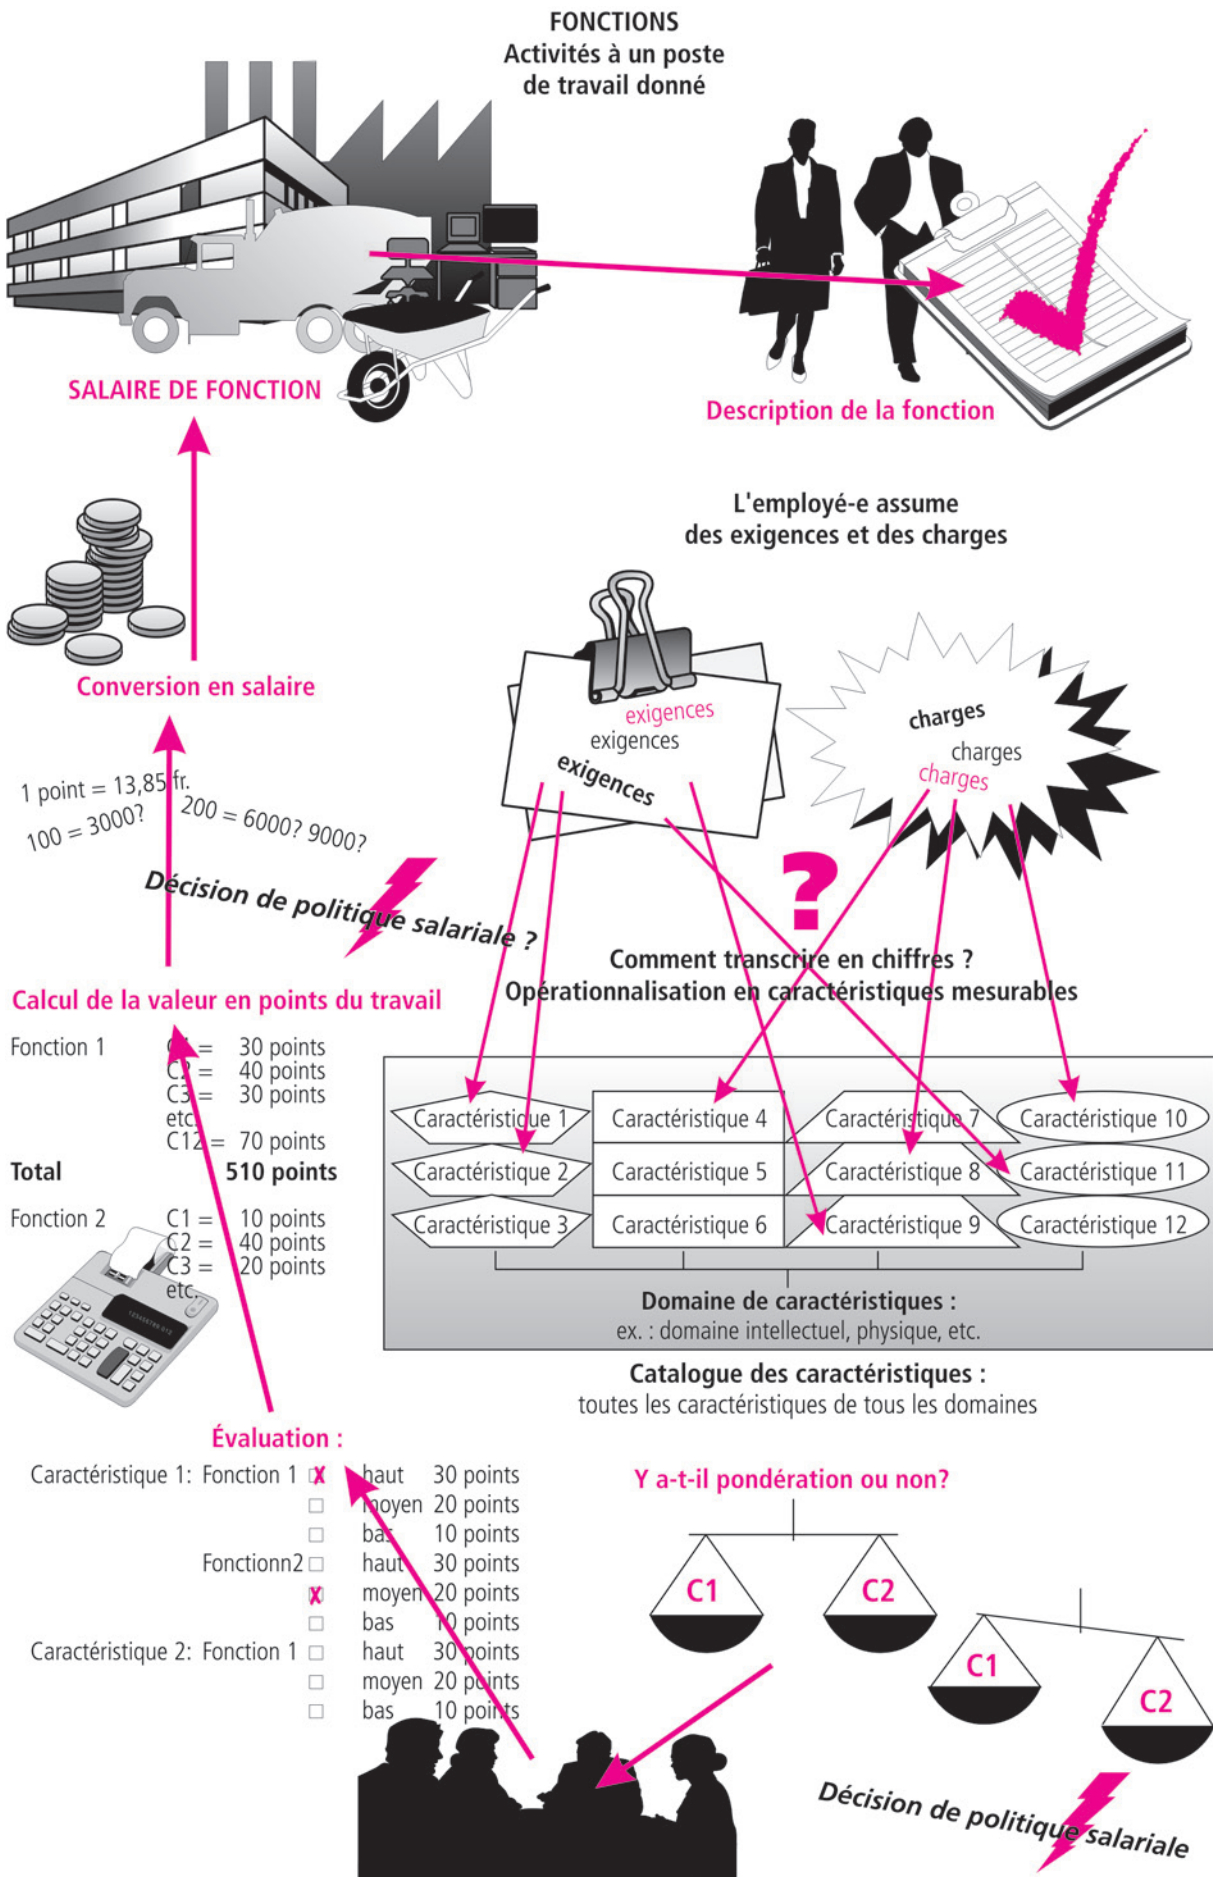 FONCTIONS
Activités à un poste
de travail donné
SALAIRE DE FONCTION
Description de la fonction
L'employé-e assume
des exigences et des charges
exigences
exigences
exigences
charges
charges
charges
Conversion en salaire
1 point = 13,85 fr.
100 = 3000?
200 = 6000? 9000?
Décision de politique salariale ?
?
Comment transcrire en chiffres ?
Opérationnalisation en caractéristiques mesurables
Calcul de la valeur en points du travail
Fonction 1 C1 = 30 points
C2 = 40 points
C3 = 30 points
etc.
C12 = 70 points
Total 510 points
Fonction 2 C1 = 10 points
C2 = 40 points
C3 = 20 points
etc.
Caractéristique 1 Caractéristique 4 Caractéristique 7 Caractéristique 10
Caractéristique 2 Caractéristique 5 Caractéristique 8 Caractéristique 11
Caractéristique 3 Caractéristique 6 Caractéristique 9 Caractéristique 12
Domaine de caractéristiques :
ex. : domaine intellectuel, physique, etc.
Catalogue des caractéristiques :
toutes les caractéristiques de tous les domaines
Évaluation :
Caractéristique 1: Fonction 1 haut 30 points
moyen 20 points
bas 10 points
Fonctionn2 haut 30 points
moyen 20 points
bas 10 points
Caractéristique 2: Fonction 1 haut 30 points
moyen 20 points
bas 10 points
Y a-t-il pondération ou non?
C1 C2
C1
C2
Décision de politique salariale